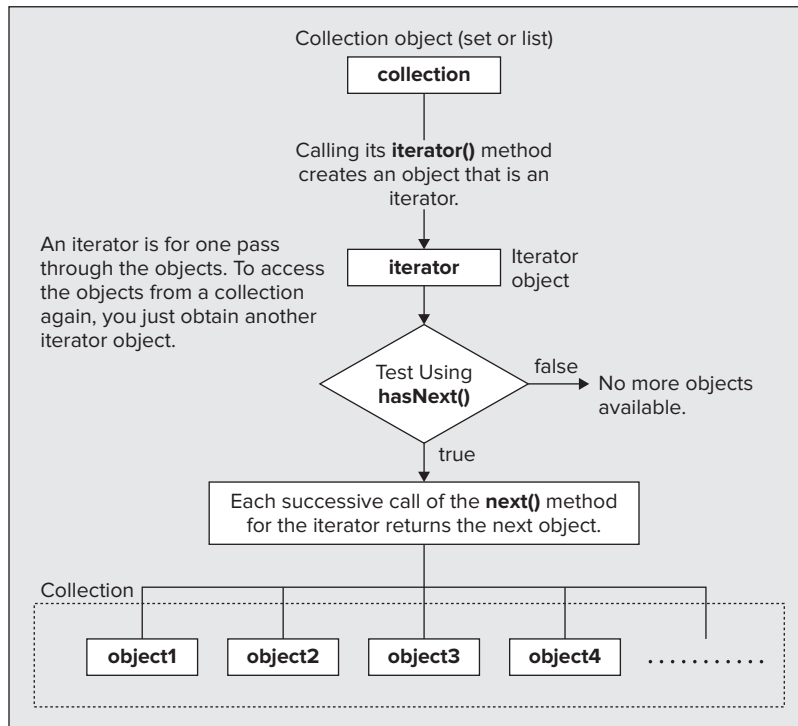 Collection object (set or list)
collection
Calling its iterator() method
creates an object that is an
iterator.
An iterator is for one pass
through the objects. To access
the objects from a collection
again, you just obtain another
iterator object.
iterator
Iterator
object
Test Using
hasNext()
false
No more objects
available.
true
Each successive call of the next() method
for the iterator returns the next object.
Collection
object1
object2
object3
object4
...........